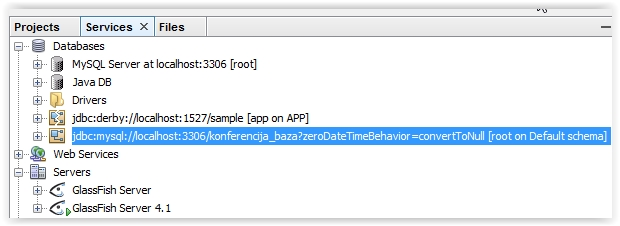 Projects Services × Files
Databases
MySQL Server at localhost:3306 [root]
Java DB
Drivers
jdbc:derby://localhost:1527/sample [app on APP]
jdbc:mysql://localhost:3306/konferencija_baza?zeroDateTimeBehavior=convertToNull [root on Default schema]
Web Services
Servers
GlassFish Server
GlassFish Server 4.1